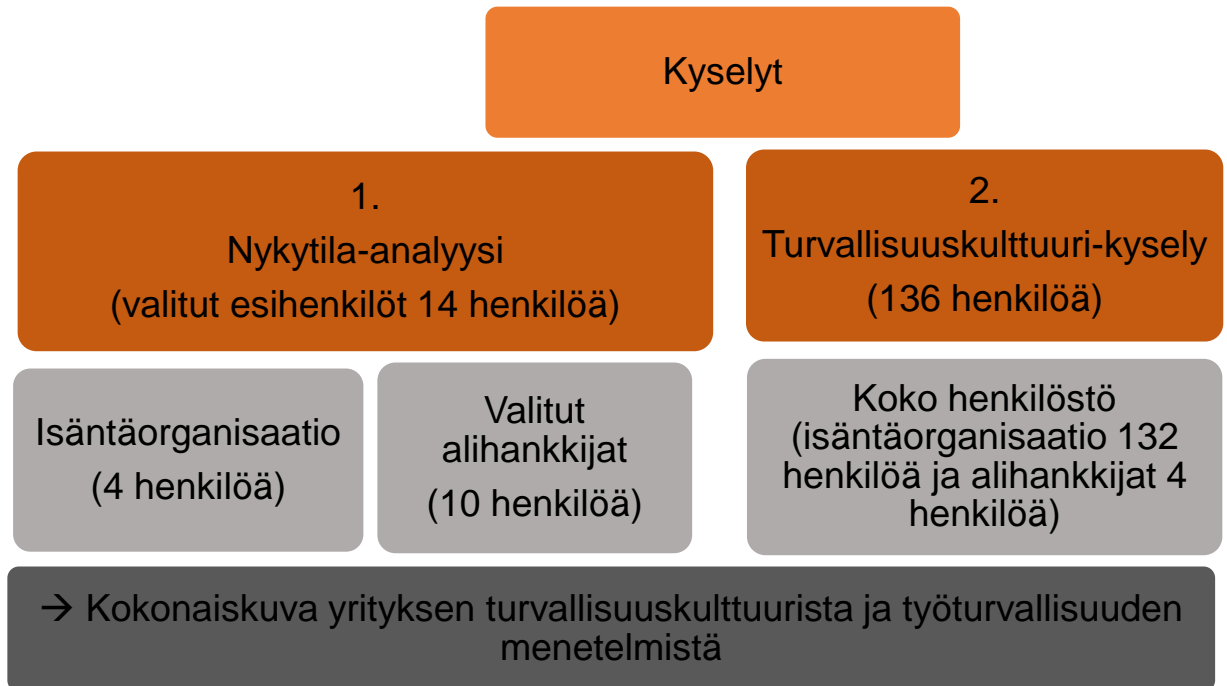 Kyselyt
1.
Nykytila-analyysi
(valitut esihenkilöt 14 henkilöä)
2.
Turvallisuuskulttuuri-kysely
(136 henkilöä)
Isäntäorganisaatio
(4 henkilöä)
Valitut
alihankkijat
(10 henkilöä)
Koko henkilöstö
(isäntäorganisaatio 132
henkilöä ja alihankkijat 4
henkilöä)
→ Kokonaiskuva yrityksen turvallisuuskulttuurista ja työturvallisuuden
menetelmistä